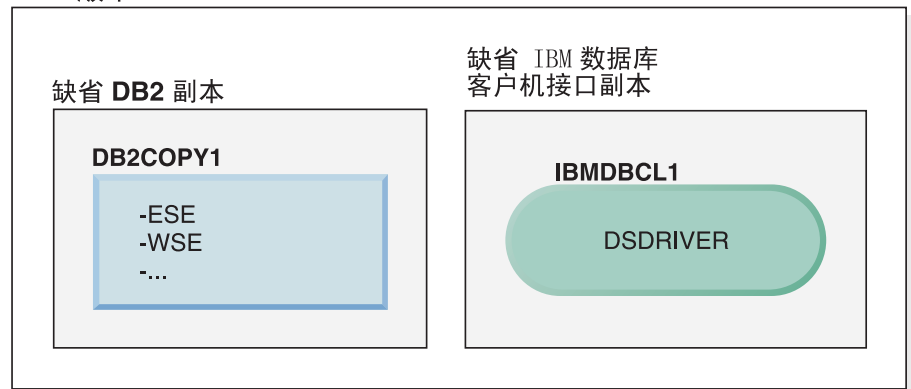 缺省 DB2 副本
DB2COPY1
-ESE
-WSE
-...
缺省 IBM 数据库
客户机接口副本
IBMDBCL1
DSDRIVER